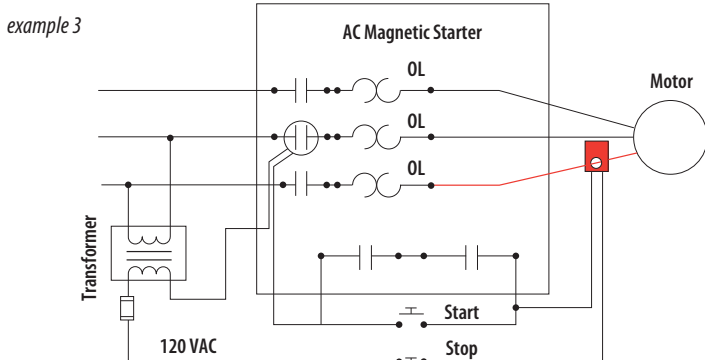 example 3
AC Magnetic Starter
OL
Motor
OL
OL
Transformer
Start
120 VAC
Stop